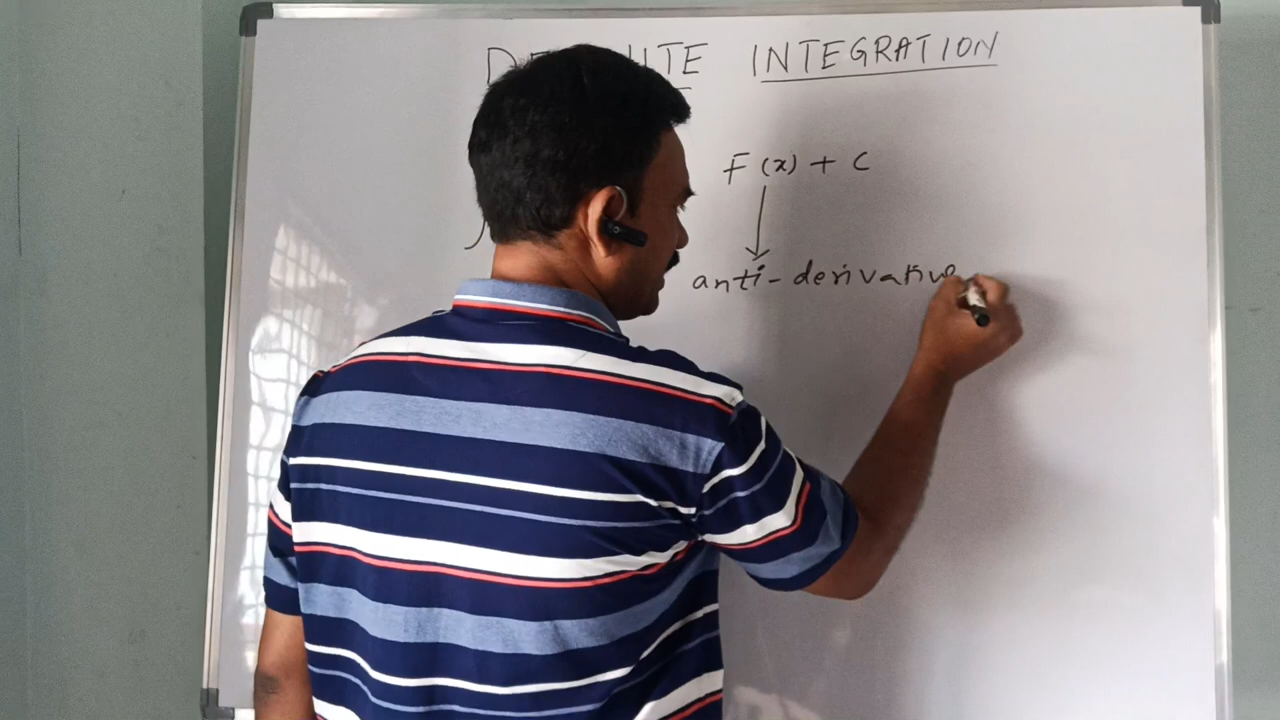 INTEGRATION
F(x) + C
anti-derivative